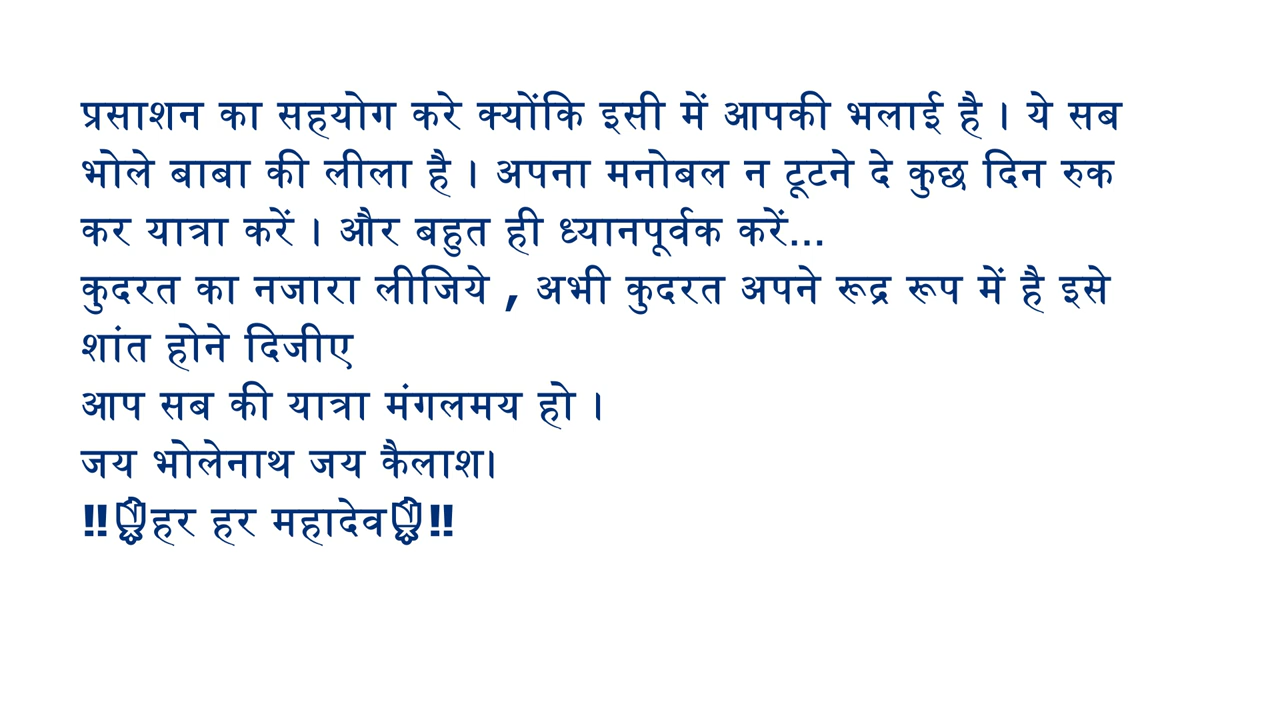 प्रसाशन का सहयोग करे क्योंकि इसी में आपकी भलाई है । ये सब
भोले बाबा की लीला है । अपना मनोबल न टूटने दे कुछ दिन रुक
कर यात्रा करें । और बहुत ही ध्यानपूर्वक करें...
कुदरत का नजारा लीजिये , अभी कुदरत अपने रूद्र रूप में है इसे
शांत होने दिजीए
आप सब की यात्रा मंगलमय हो ।
जय भोलेनाथ जय कैलाश।
‼🌹हर हर महादेव🌹‼